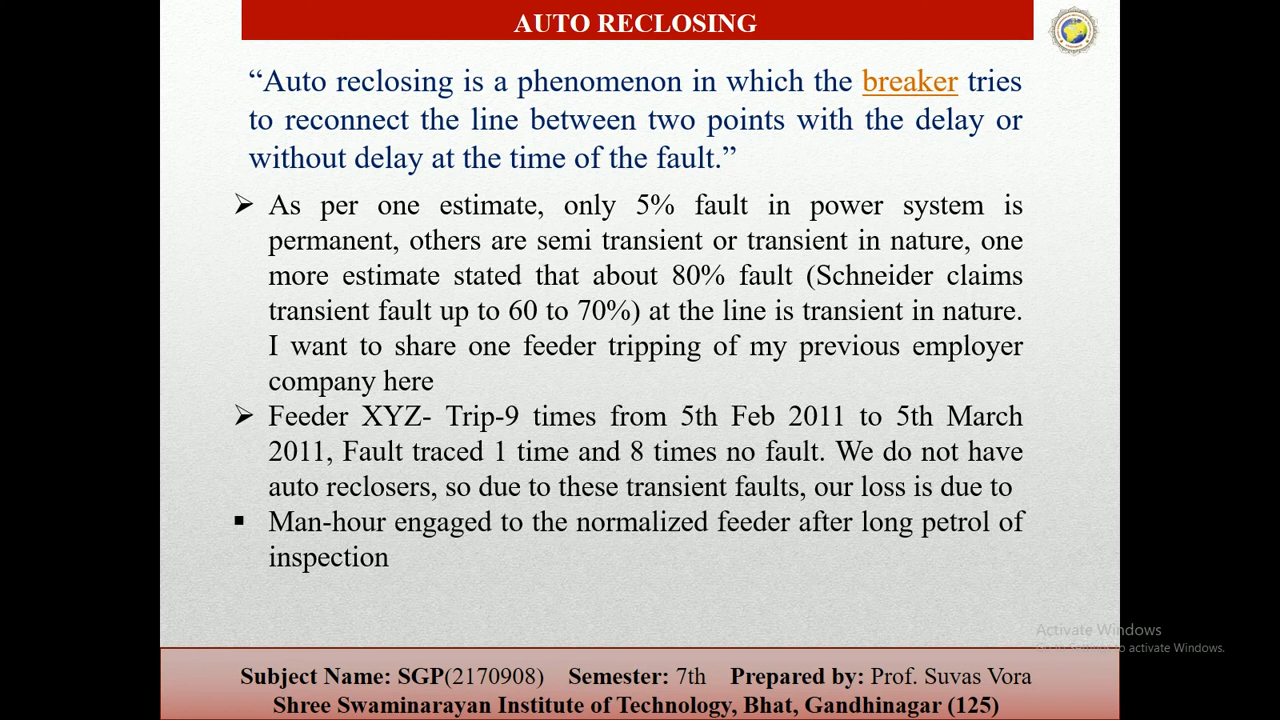 AUTO RECLOSING
“Auto reclosing is a phenomenon in which the breaker tries
to reconnect the line between two points with the delay or
without delay at the time of the fault.”
➢ As per one estimate, only 5% fault in power system is
permanent, others are semi transient or transient in nature, one
more estimate stated that about 80% fault (Schneider claims
transient fault up to 60 to 70%) at the line is transient in nature.
I want to share one feeder tripping of my previous employer
company here
➢ Feeder XYZ- Trip-9 times from 5th Feb 2011 to 5th March
2011, Fault traced 1 time and 8 times no fault. We do not have
auto reclosers, so due to these transient faults, our loss is due to
▪ Man-hour engaged to the normalized feeder after long petrol of
inspection
Activate Windows
to activate Windows.
Subject Name: SGP(2170908) Semester: 7th Prepared by: Prof. Suvas Vora
Shree Swaminarayan Institute of Technology, Bhat, Gandhinagar (125)